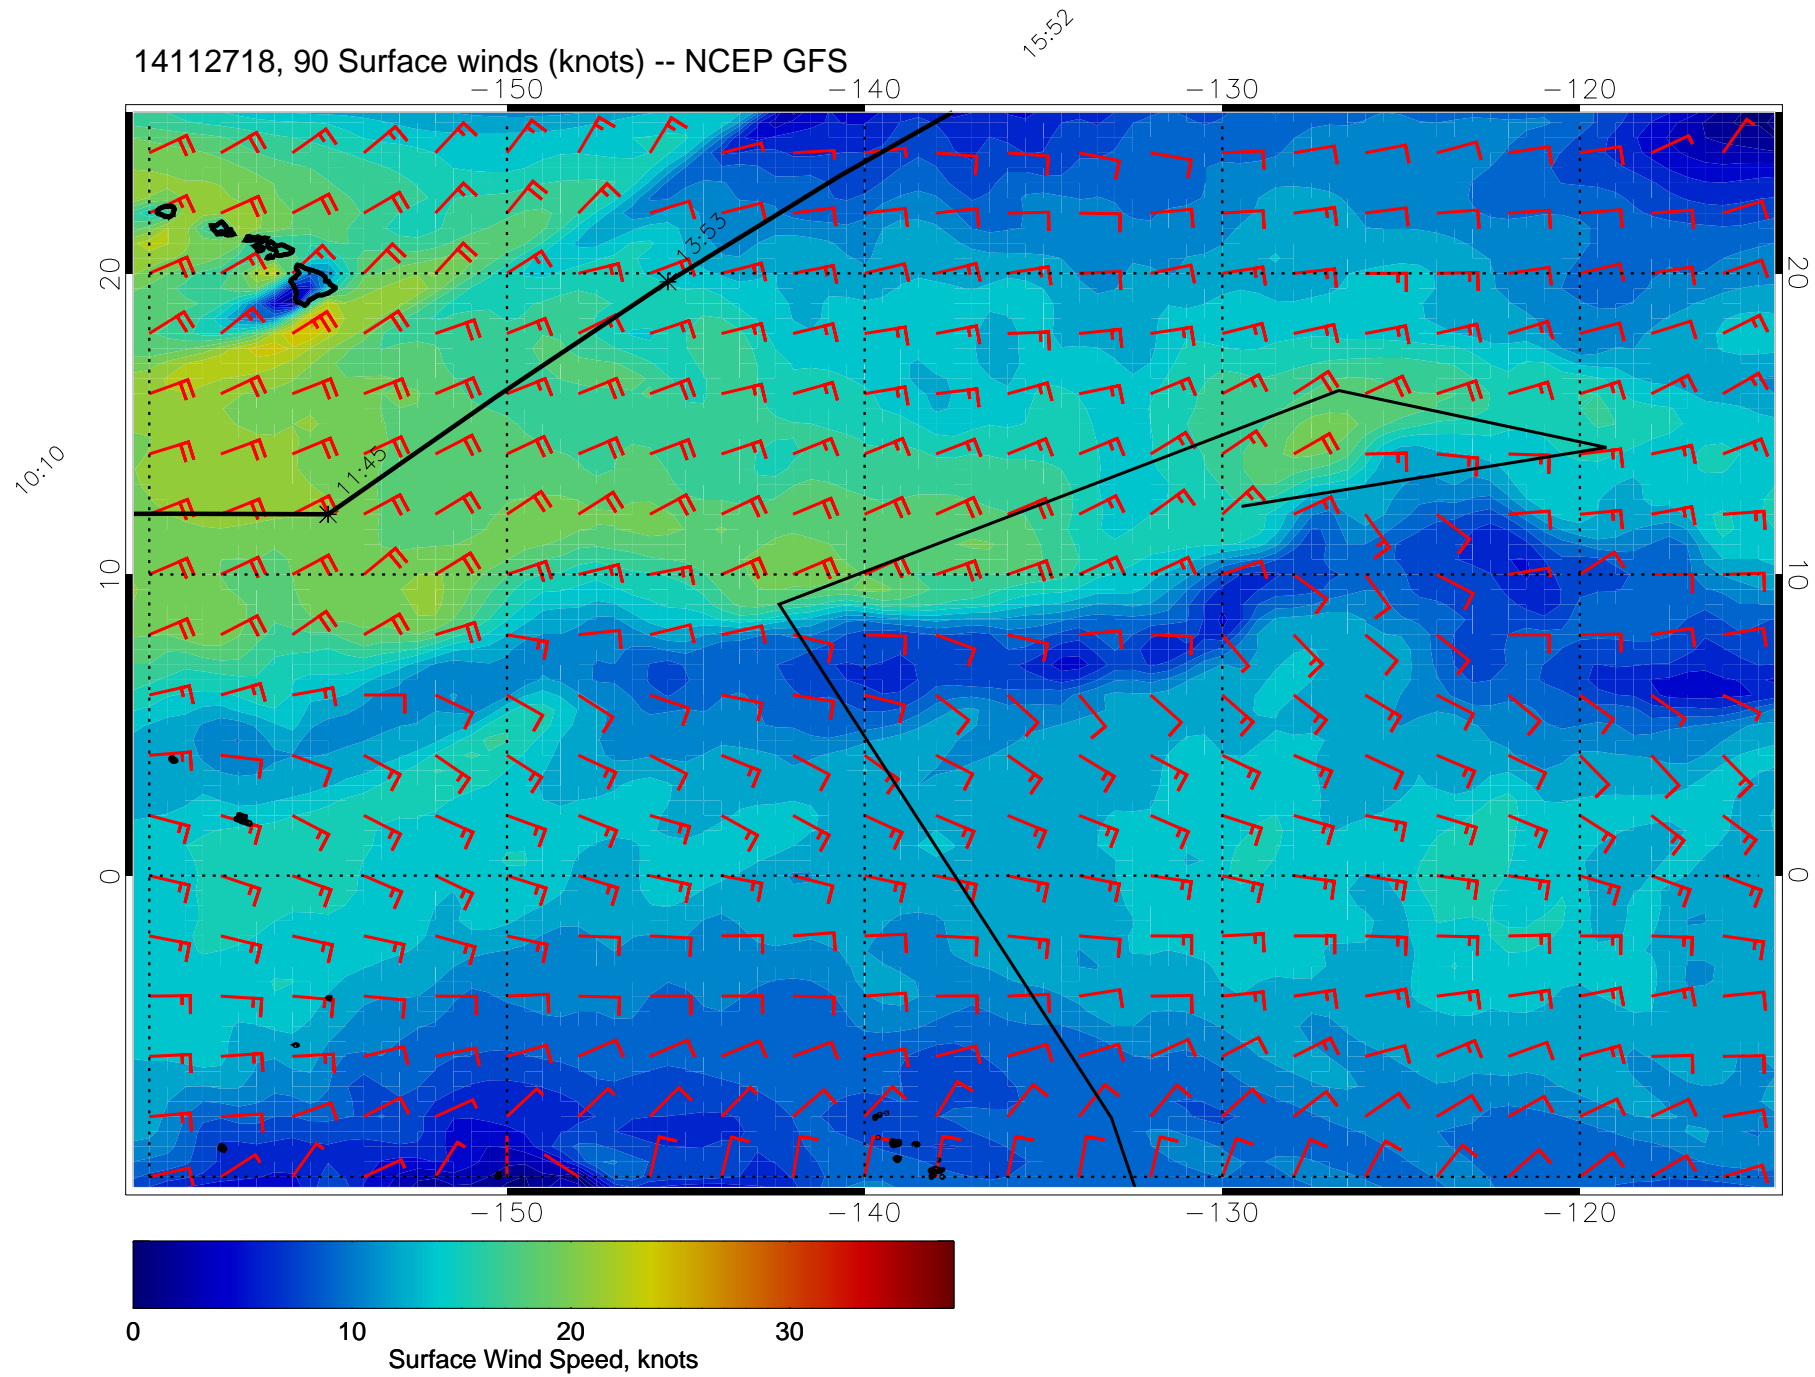 15:52
14112718, 90 Surface winds (knots) -- NCEP GFS
−150 −140 −130 −120
13:53
20 20
11:45
10:10
10 10
0 0
−150 −140 −130 −120
0 10 20 30
Surface Wind Speed, knots